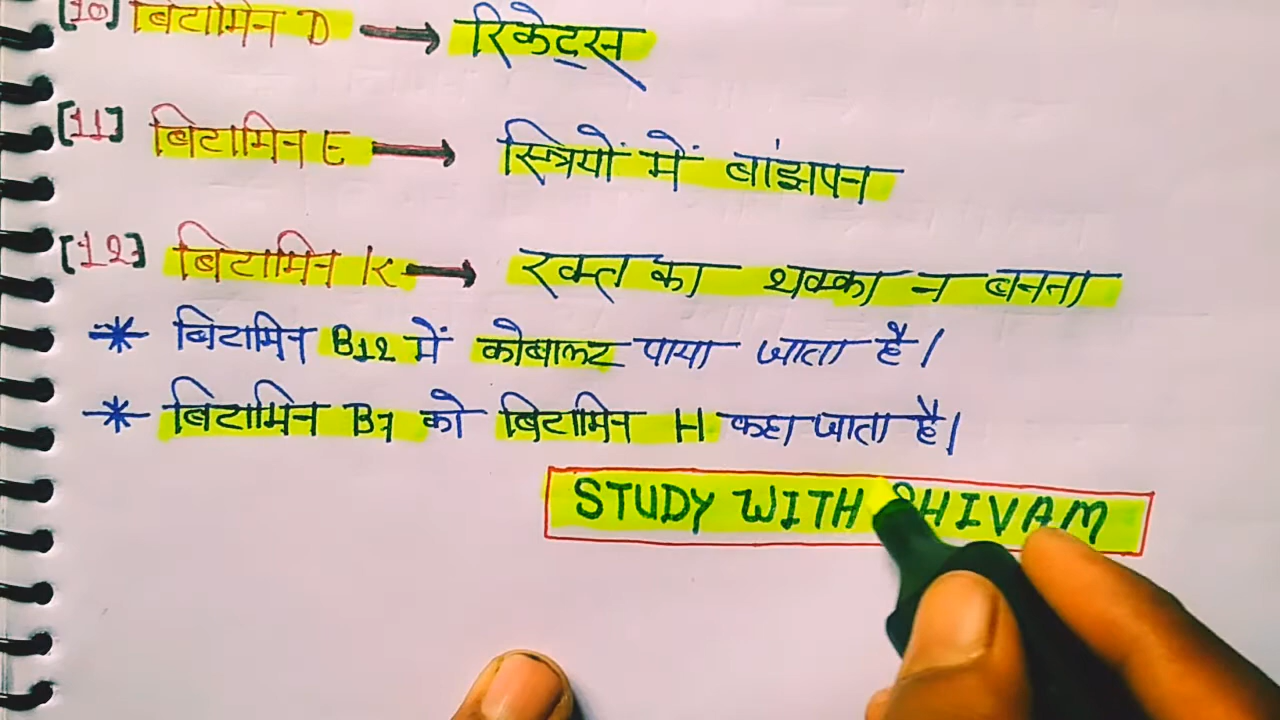 [10] बिटामिन D → रिकेट्स
[11] बिटामिन E → स्त्रियों में बांझपन
[12] बिटामिन K → रक्त का थक्का न बनना
* बिटामिन B12 में कोबाल्ट पाया जाता है।
* बिटामिन B7 को बिटामिन H कहा जाता है।
STUDY WITH SHIVAM